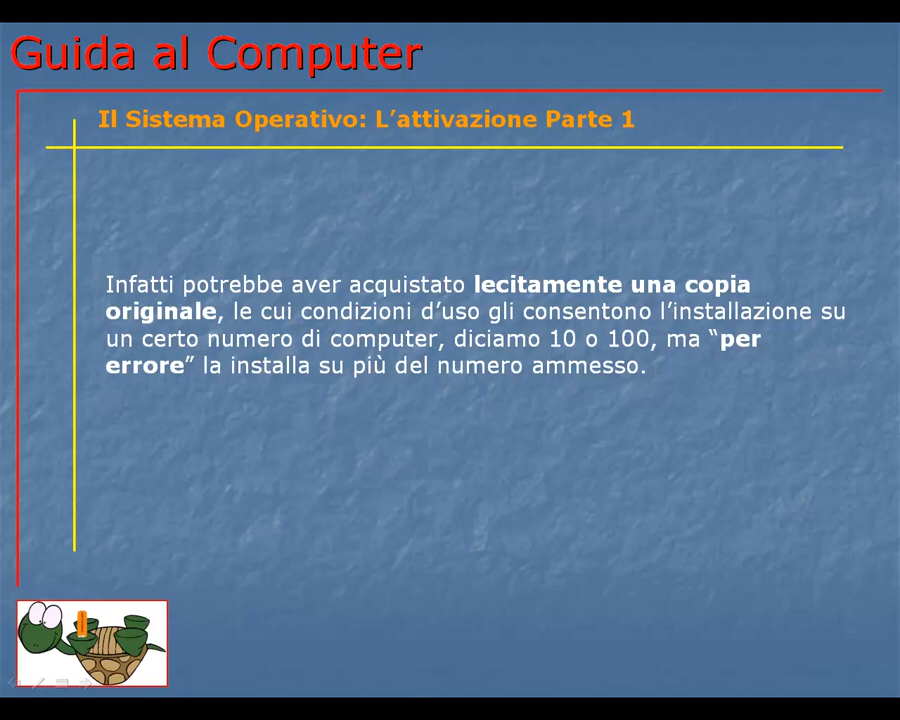 Guida al Computer
Il Sistema Operativo: L’attivazione Parte 1
Infatti potrebbe aver acquistato lecitamente una copia
originale, le cui condizioni d’uso gli consentono l’installazione su
un certo numero di computer, diciamo 10 o 100, ma “per
errore” la installa su più del numero ammesso.